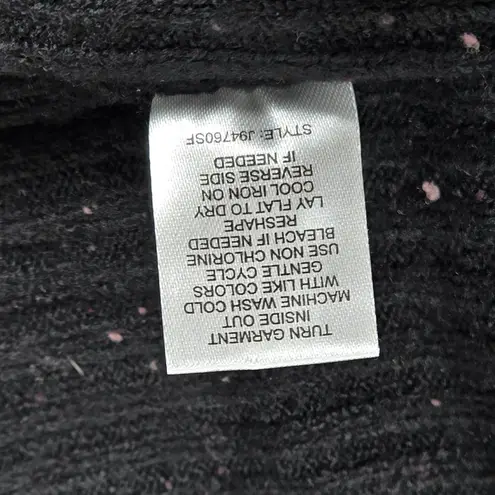 TURN GARMENT
INSIDE OUT
MACHINE WASH COLD
WITH LIKE COLORS
GENTLE CYCLE
USE NON CHLORINE
BLEACH IF NEEDED
RESHAPE
LAY FLAT TO DRY
COOL IRON ON
REVERSE SIDE
IF NEEDED
STYLE: J94760SF